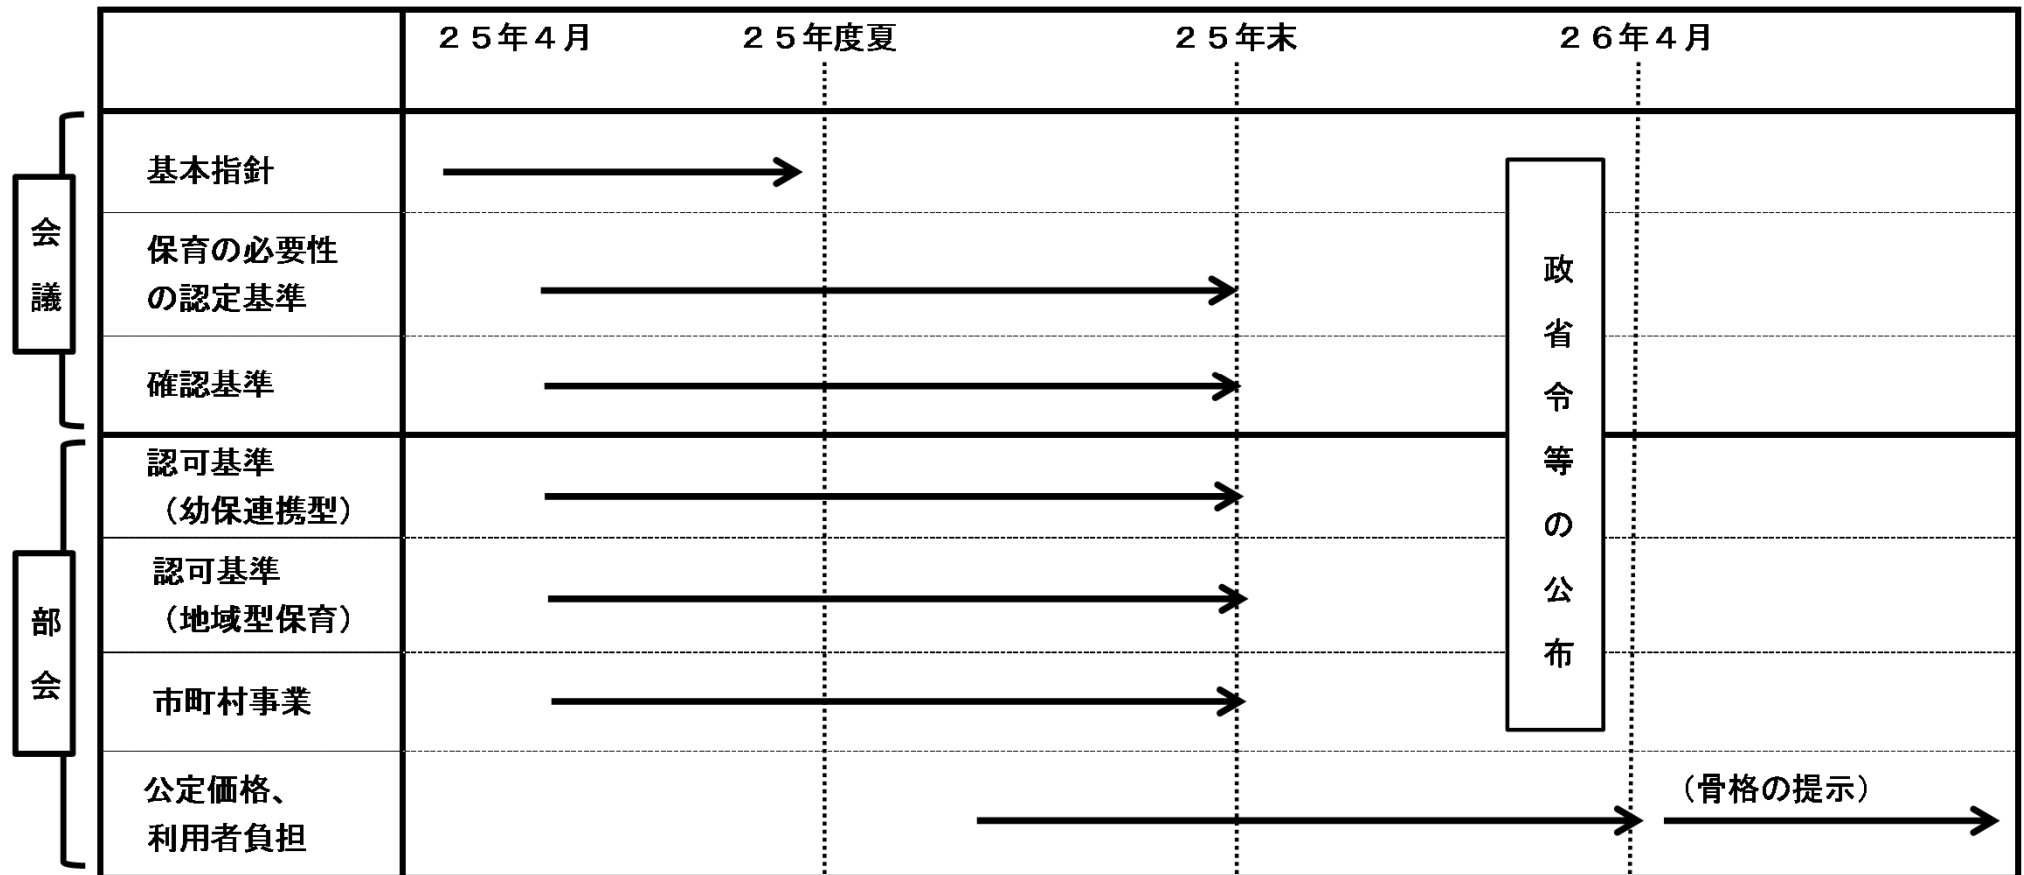 ２５年４月
２５年度夏
２５年末
２６年４月
会議
基本指針
保育の必要性
の認定基準
確認基準
部会
認可基準
（幼保連携型）
認可基準
（地域型保育）
市町村事業
公定価格、
利用者負担
政省令等の公布
（骨格の提示）